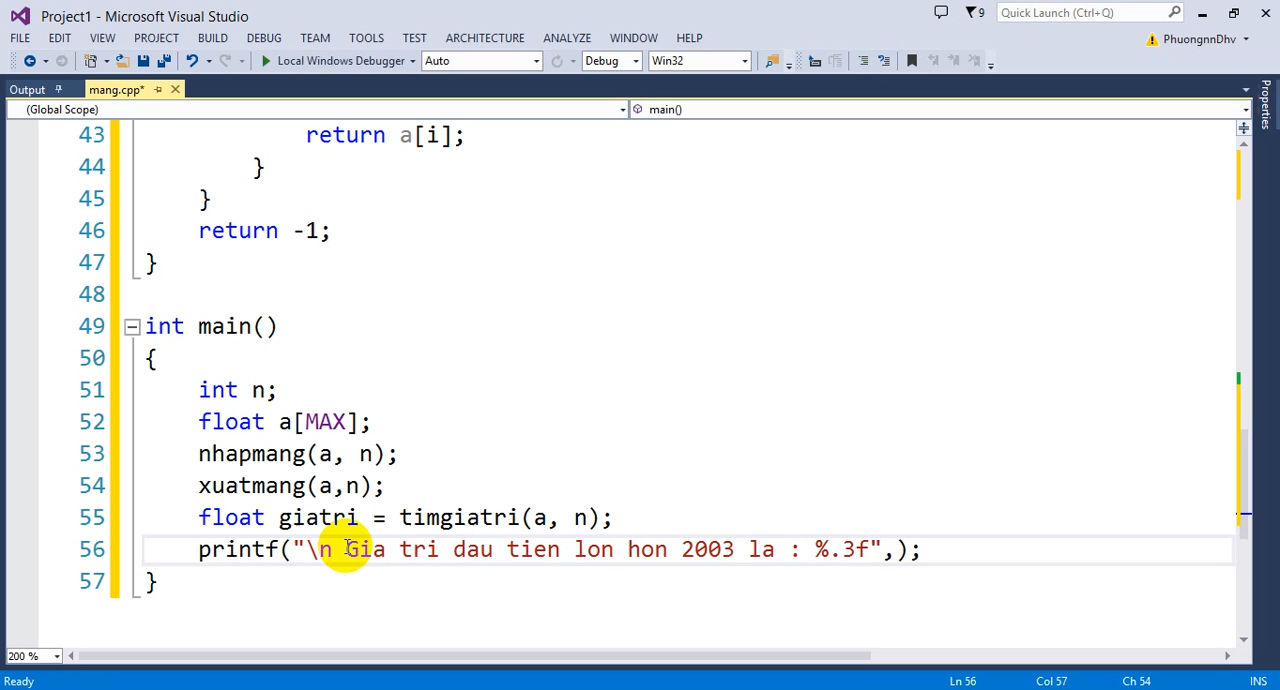 Project1 - Microsoft Visual Studio
9
Quick Launch (Ctrl+Q)
FILE EDIT VIEW PROJECT BUILD DEBUG TEAM TOOLS TEST ARCHITECTURE ANALYZE WINDOW HELP
PhuongnnDhv
Local Windows Debugger Auto Debug Win32
Output mang.cpp*
Properties
(Global Scope) main()
43 return a[i];
44 }
45 }
46 return -1;
47 }
48
49 int main()
50 {
51 int n;
52 float a[MAX];
53 nhapmang(a, n);
54 xuatmang(a,n);
55 float giatri = timgiatri(a, n);
56 printf("\n Gia tri dau tien lon hon 2003 la : %.3f",);
57 }
200 %
Ready Ln 56 Col 57 Ch 54 INS